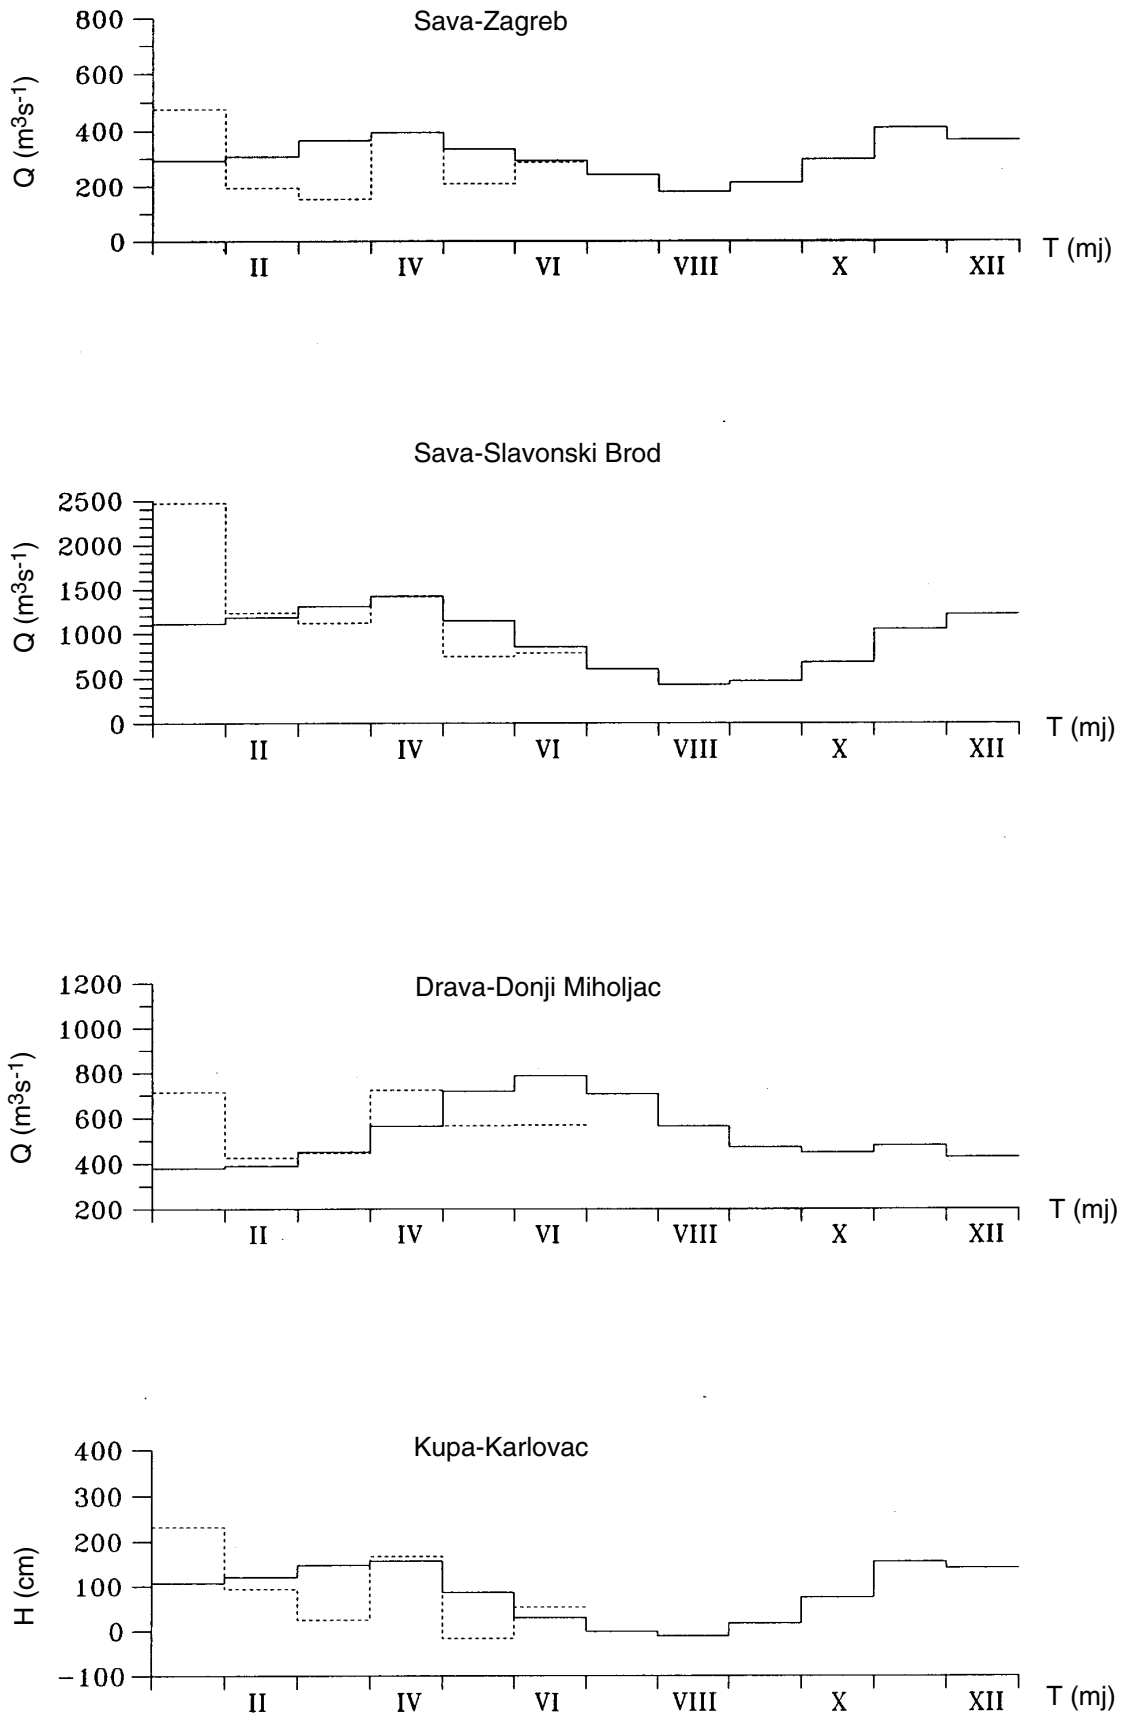 Sava-Zagreb
800
600
400
200
0
Q (m³s⁻¹)
II IV VI VIII X XII T (mj)
Sava-Slavonski Brod
2500
2000
1500
1000
500
0
Q (m³s⁻¹)
II IV VI VIII X XII T (mj)
Drava-Donji Miholjac
1200
1000
800
600
400
200
Q (m³s⁻¹)
II IV VI VIII X XII T (mj)
Kupa-Karlovac
400
300
200
100
0
−100
H (cm)
II IV VI VIII X XII T (mj)